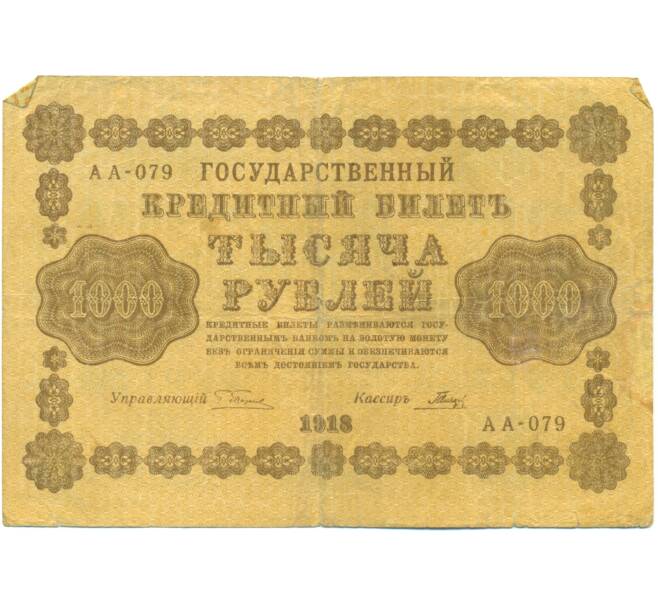 АА-079 ГОСУДАРСТВЕННЫЙ
КРЕДИТНЫЙ БИЛЕТЪ
ТЫСЯЧА
РУБЛЕЙ
1000 1000
КРЕДИТНЫЕ БИЛЕТЫ РАЗМѢНИВАЮТСЯ ГОСУ-
ДАРСТВЕННЫМЪ БАНКОМЪ НА ЗОЛОТУЮ МОНЕТУ
БЕЗЪ ОГРАНИЧЕНІЯ СУММЫ И ОБЕЗПЕЧИВАЮТСЯ
ВСѢМЪ ДОСТОЯНІЕМЪ ГОСУДАРСТВА.
Управляющій Кассиръ
1918 АА-079